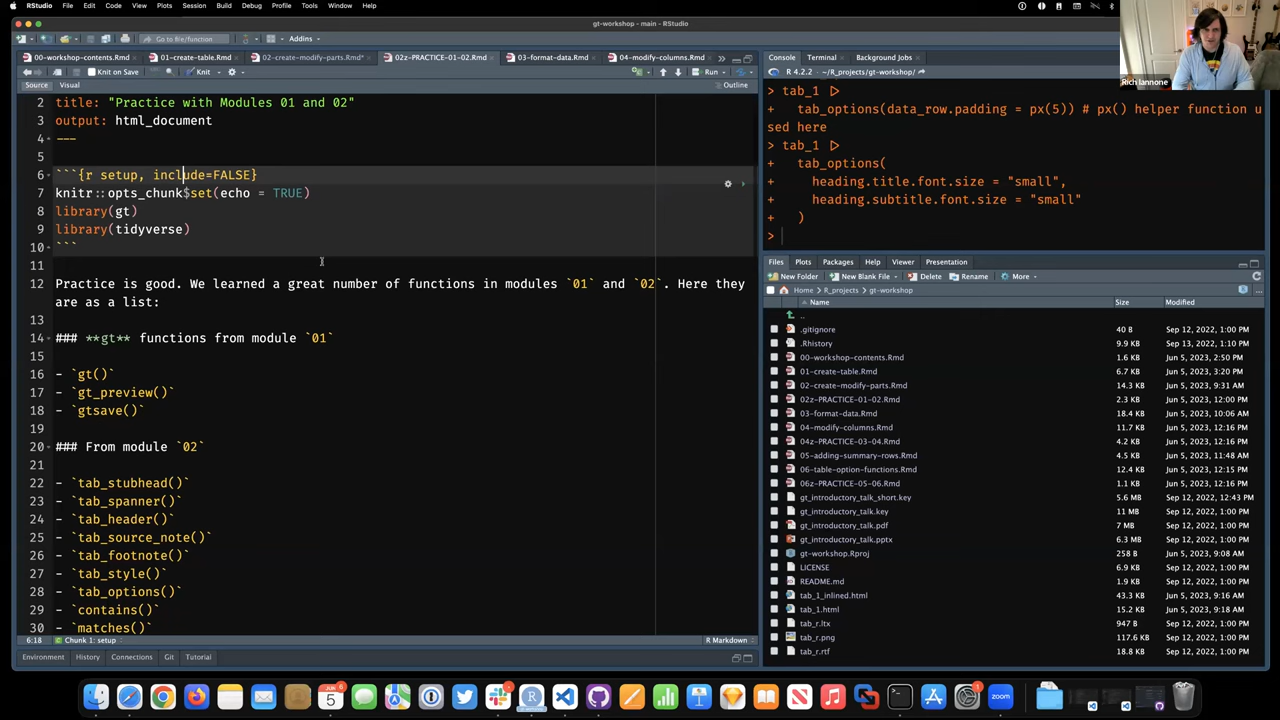 RStudio File Edit Code View Plots Session Build Debug Profile Tools Window Help
gt-workshop - main - RStudio
Go to file/function Addins
00-workshop-contents.Rmd 01-create-table.Rmd 02-create-modify-parts.Rmd* 02z-PRACTICE-01-02.Rmd 03-format-data.Rmd 04-modify-columns.Rmd
Knit on Save Knit Run
Source Visual Outline
2 title: "Practice with Modules 01 and 02"
3 output: html_document
4 ---
5
6 ```{r setup, include=FALSE}
7 knitr::opts_chunk$set(echo = TRUE)
8 library(gt)
9 library(tidyverse)
10 ```
11
12 Practice is good. We learned a great number of functions in modules `01` and `02`. Here they
are as a list:
13
14 ### **gt** functions from module `01`
15
16 - `gt()`
17 - `gt_preview()`
18 - `gtsave()`
19
20 ### From module `02`
21
22 - `tab_stubhead()`
23 - `tab_spanner()`
24 - `tab_header()`
25 - `tab_source_note()`
26 - `tab_footnote()`
27 - `tab_style()`
28 - `tab_options()`
29 - `contains()`
30 - `matches()`
6:18 Chunk 1: setup R Markdown
Environment History Connections Git Tutorial
Console Terminal Background Jobs
R 4.2.2 · ~/R_projects/gt-workshop/
> tab_1 |>
+ tab_options(data_row.padding = px(5)) # px() helper function u
sed here
> tab_1 |>
+ tab_options(
+ heading.title.font.size = "small",
+ heading.subtitle.font.size = "small"
+ )
>
Files Plots Packages Help Viewer Presentation
New Folder New Blank File Delete Rename More
Home R_projects gt-workshop
Name Size Modified
..
.gitignore 40 B Sep 12, 2022, 1:00 PM
.Rhistory 9.9 KB Sep 13, 2022, 1:10 PM
00-workshop-contents.Rmd 1.6 KB Jun 5, 2023, 2:50 PM
01-create-table.Rmd 6.7 KB Jun 5, 2023, 3:20 PM
02-create-modify-parts.Rmd 14.3 KB Jun 5, 2023, 9:31 AM
02z-PRACTICE-01-02.Rmd 2.3 KB Jun 5, 2023, 12:00 PM
03-format-data.Rmd 18.4 KB Jun 5, 2023, 10:06 AM
04-modify-columns.Rmd 11.7 KB Jun 5, 2023, 12:16 PM
04z-PRACTICE-03-04.Rmd 4.2 KB Jun 5, 2023, 12:16 PM
05-adding-summary-rows.Rmd 4.5 KB Jun 5, 2023, 11:48 AM
06-table-option-functions.Rmd 12.4 KB Jun 5, 2023, 12:15 PM
06z-PRACTICE-05-06.Rmd 1.1 KB Jun 5, 2023, 12:16 PM
gt_introductory_talk_short.key 5.6 MB Sep 12, 2022, 12:43 PM
gt_introductory_talk.key 11 MB Sep 12, 2022, 1:00 PM
gt_introductory_talk.pdf 7 MB Sep 12, 2022, 1:00 PM
gt_introductory_talk.pptx 6.3 MB Sep 12, 2022, 1:00 PM
gt-workshop.Rproj 258 B Jun 5, 2023, 9:08 AM
LICENSE 6.9 KB Sep 12, 2022, 1:00 PM
README.md 1.9 KB Sep 12, 2022, 1:00 PM
tab_1_inlined.html 43.3 KB Jun 5, 2023, 9:16 AM
tab_1.html 15.2 KB Jun 5, 2023, 9:18 AM
tab_r.ltx 947 B Sep 12, 2022, 1:00 PM
tab_r.png 117.6 KB Sep 12, 2022, 1:00 PM
tab_r.rtf 18.8 KB Sep 12, 2022, 1:00 PM
Rich Iannone
JUN 5
zoom